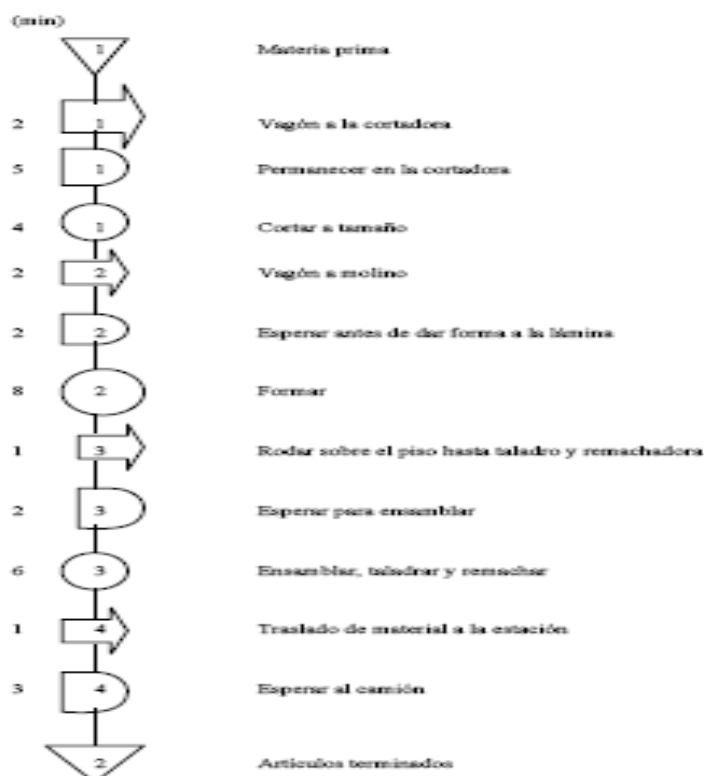 (min)
1 Materia prima
2 1 Vagón a la cortadora
5 1 Permanecer en la cortadora
4 1 Cortar a tamaño
2 2 Vagón a molino
2 2 Esperar antes de dar forma a la lámina
8 2 Formar
1 3 Rodar sobre el piso hasta taladro y remachadora
2 3 Esperar para ensamblar
6 3 Ensamblar, taladrar y remachar
1 4 Traslado de material a la estación
3 4 Esperar al camión
2 Artículos terminados